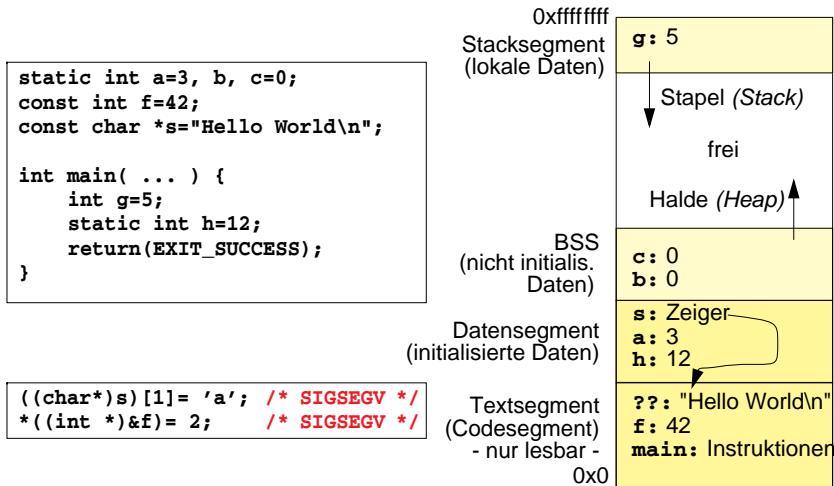 static int a=3, b, c=0;
const int f=42;
const char *s="Hello World\n";
int main( ... ) {
int g=5;
static int h=12;
return(EXIT_SUCCESS);
}
((char*)s)[1]= ’a’; /* SIGSEGV */
*((int *)&f)= 2; /* SIGSEGV */
0xffffffff
Stacksegment
(lokale Daten)
g: 5
Stapel (Stack)
frei
Halde (Heap)
BSS
(nicht initialis.
Daten)
c: 0
b: 0
Datensegment
(initialisierte Daten)
s: Zeiger
a: 3
h: 12
Textsegment
(Codesegment)
- nur lesbar -
0x0
??: "Hello World\n"
f: 42
main: Instruktionen